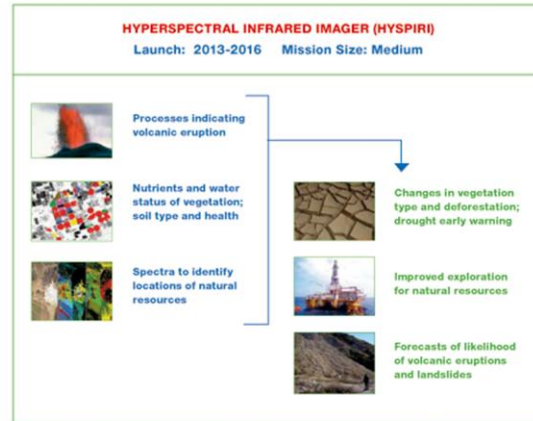 HYPERSPECTRAL INFRARED IMAGER (HYSPIRI)
Launch: 2013-2016 Mission Size: Medium
Processes indicating
volcanic eruption
Nutrients and water
status of vegetation;
soil type and health
Spectra to identify
locations of natural
resources
Changes in vegetation
type and deforestation;
drought early warning
Improved exploration
for natural resources
Forecasts of likelihood
of volcanic eruptions
and landslides